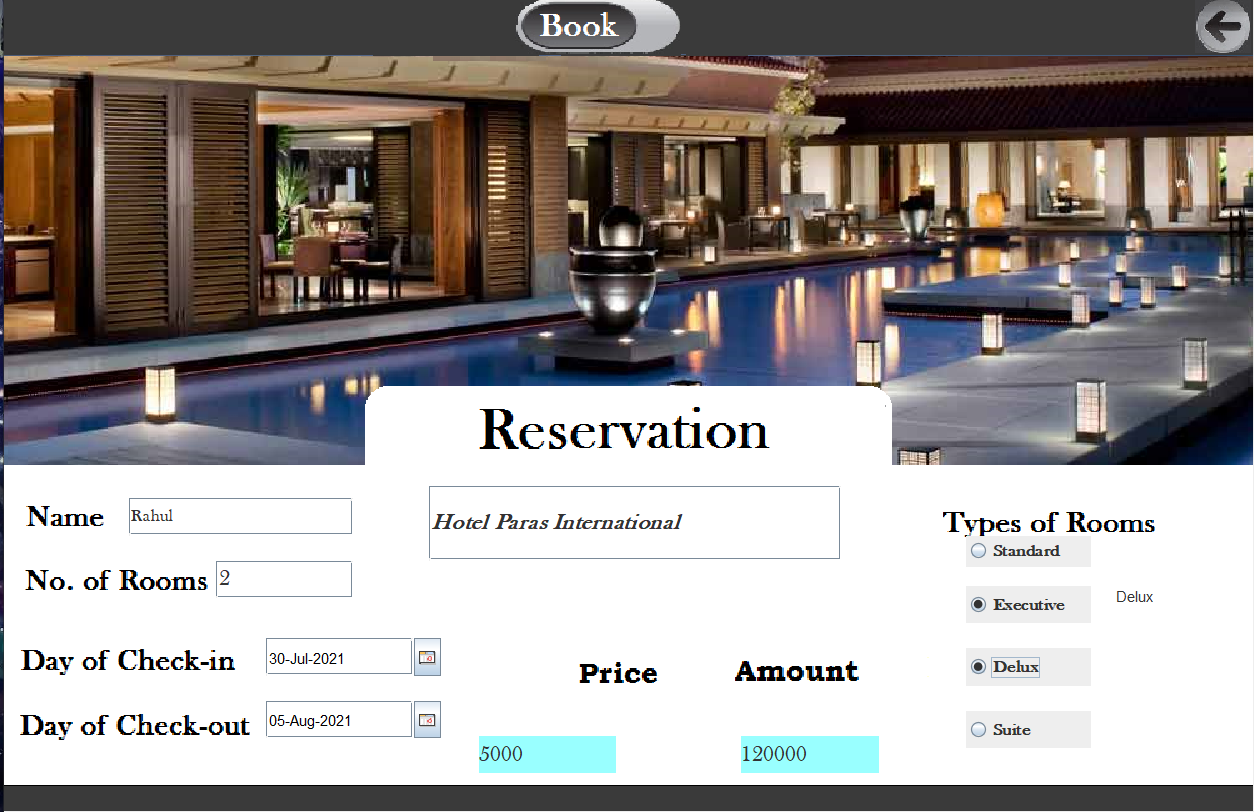 Book
Reservation
Name
Rahul
Hotel Paras International
No. of Rooms
2
Day of Check-in
30-Jul-2021
Day of Check-out
05-Aug-2021
Price
Amount
5000
120000
Types of Rooms
Standard
Executive
Delux
Delux
Suite